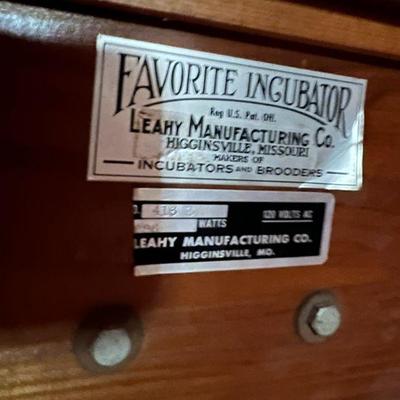 FAVORITE INCUBATOR
Reg U.S. Pat. Off.
LEAHY MANUFACTURING CO.
HIGGINSVILLE, MISSOURI
MAKERS OF
INCUBATORS AND BROODERS
416 120 VOLTS AC
WATTS
LEAHY MANUFACTURING CO.
HIGGINSVILLE, MO.